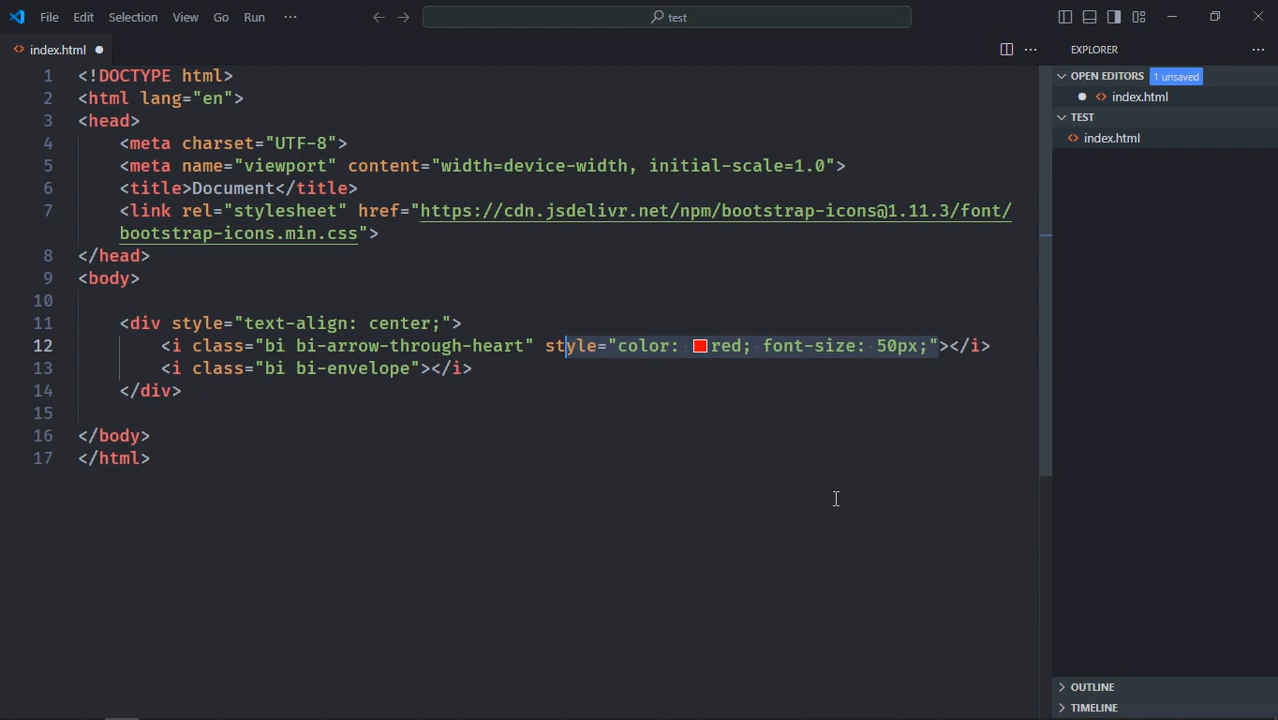 File Edit Selection View Go Run ··· test
index.html
1 <!DOCTYPE html>
2 <html lang="en">
3 <head>
4 <meta charset="UTF-8">
5 <meta name="viewport" content="width=device-width, initial-scale=1.0">
6 <title>Document</title>
7 <link rel="stylesheet" href="https://cdn.jsdelivr.net/npm/bootstrap-icons@1.11.3/font/
bootstrap-icons.min.css">
8 </head>
9 <body>
10
11 <div style="text-align: center;">
12 <i class="bi bi-arrow-through-heart" style="color: red; font-size: 50px;"></i>
13 <i class="bi bi-envelope"></i>
14 </div>
15
16 </body>
17 </html>
EXPLORER
OPEN EDITORS 1 unsaved
index.html
TEST
index.html
OUTLINE
TIMELINE